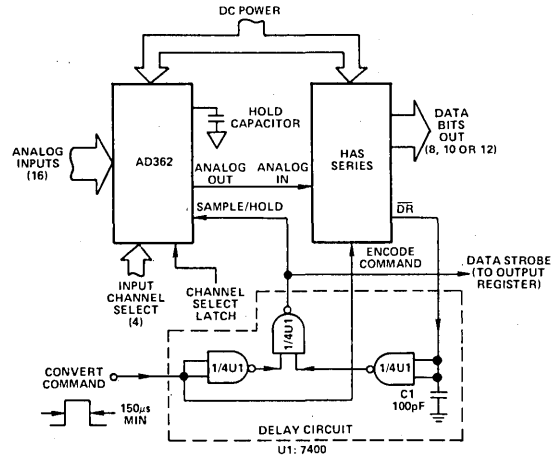 DC POWER
HOLD
CAPACITOR
DATA
BITS
OUT
(8, 10 OR 12)
ANALOG
INPUTS
(16)
AD362
HAS
SERIES
ANALOG
OUT
ANALOG
IN
SAMPLE/HOLD
DR
ENCODE
COMMAND
DATA STROBE
(TO OUTPUT
REGISTER)
INPUT
CHANNEL
SELECT
(4)
CHANNEL
SELECT
LATCH
1/4U1
CONVERT
COMMAND
1/4U1
1/4U1
C1
100pF
150μs
MIN
DELAY CIRCUIT
U1: 7400